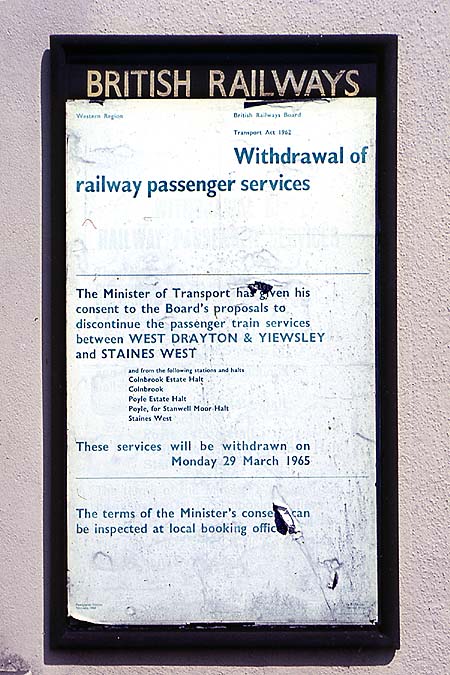 BRITISH RAILWAYS
Western Region
British Railways Board
Transport Act 1962
Withdrawal of
railway passenger services
The Minister of Transport has given his
consent to the Board's proposals to
discontinue the passenger train services
between WEST DRAYTON & YIEWSLEY
and STAINES WEST
and from the following stations and halts
Colnbrook Estate Halt
Colnbrook
Poyle Estate Halt
Poyle, for Stanwell Moor Halt
Staines West
These services will be withdrawn on
Monday 29 March 1965
The terms of the Minister's conse can
be inspected at local booking offic